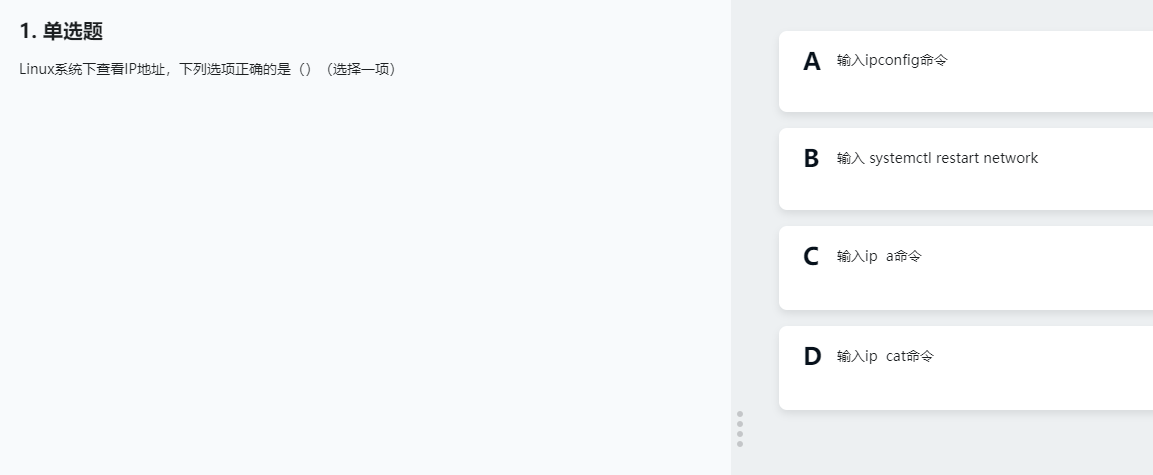 1. 单选题
Linux系统下查看IP地址，下列选项正确的是（）（选择一项）
A 输入ipconfig命令
B 输入 systemctl restart network
C 输入ip  a命令
D 输入ip  cat命令